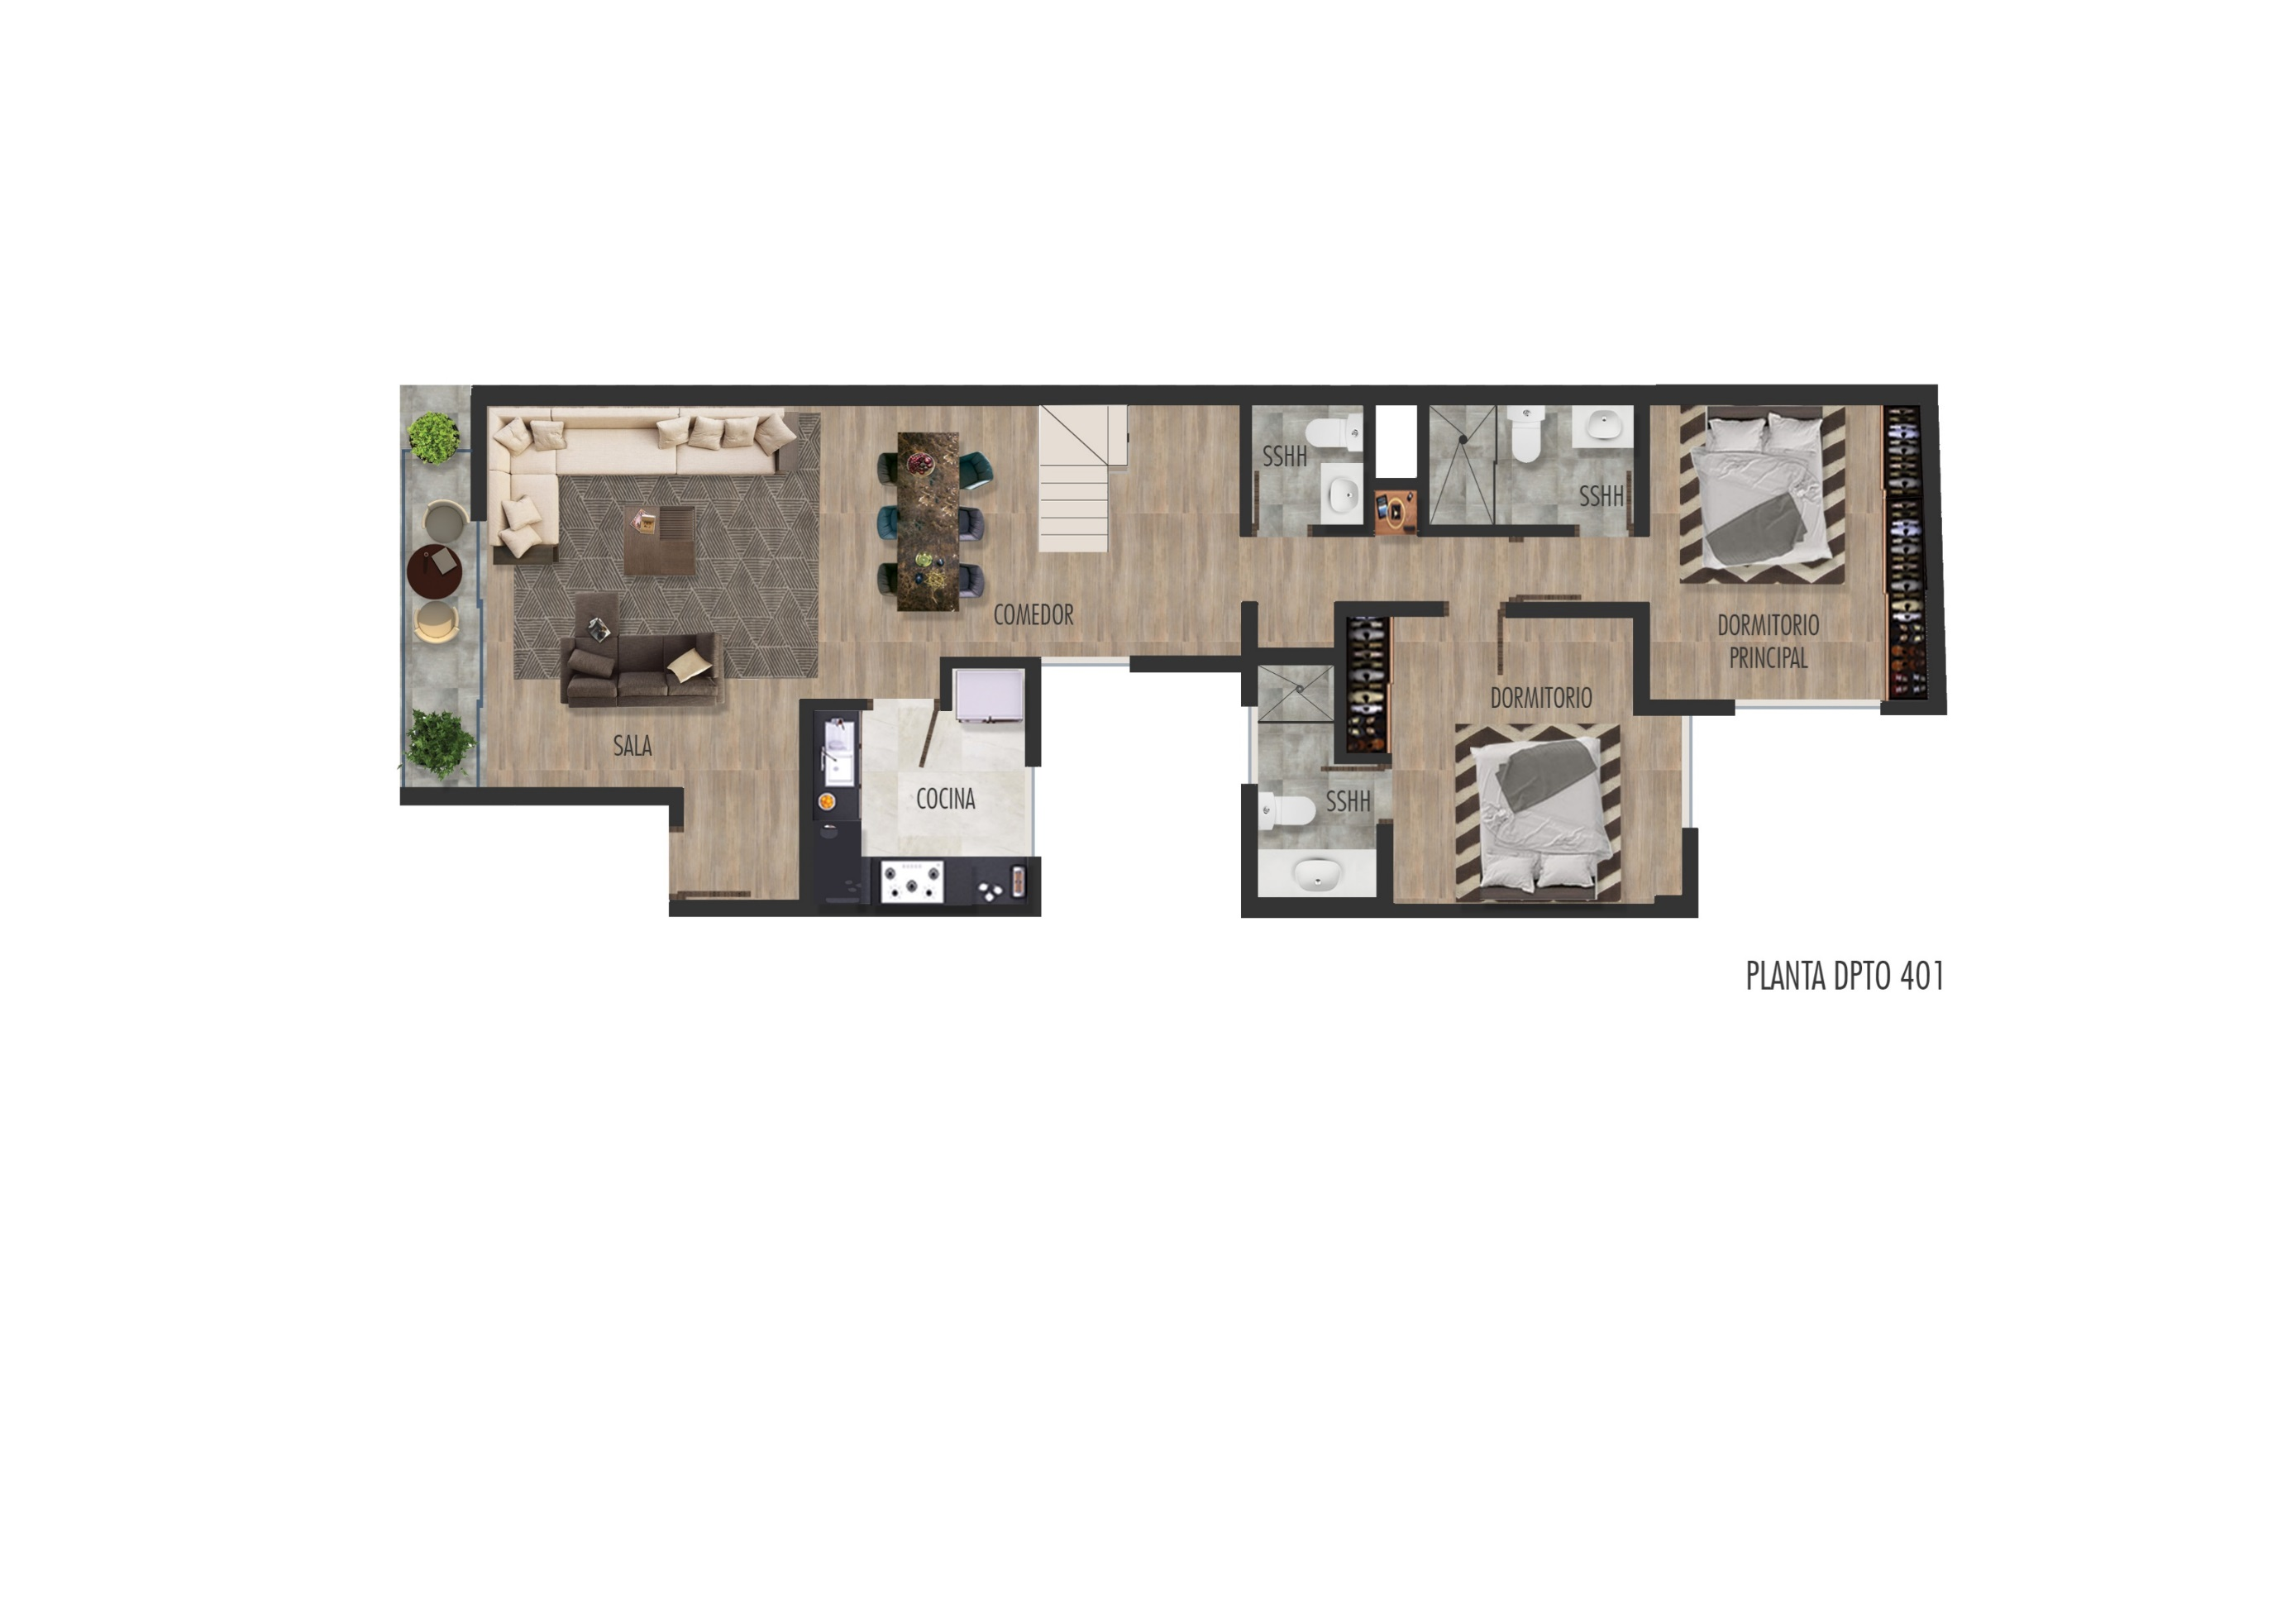 SSHH
SSHH
COMEDOR
DORMITORIO
PRINCIPAL
DORMITORIO
SALA
COCINA
SSHH
PLANTA DPTO 401